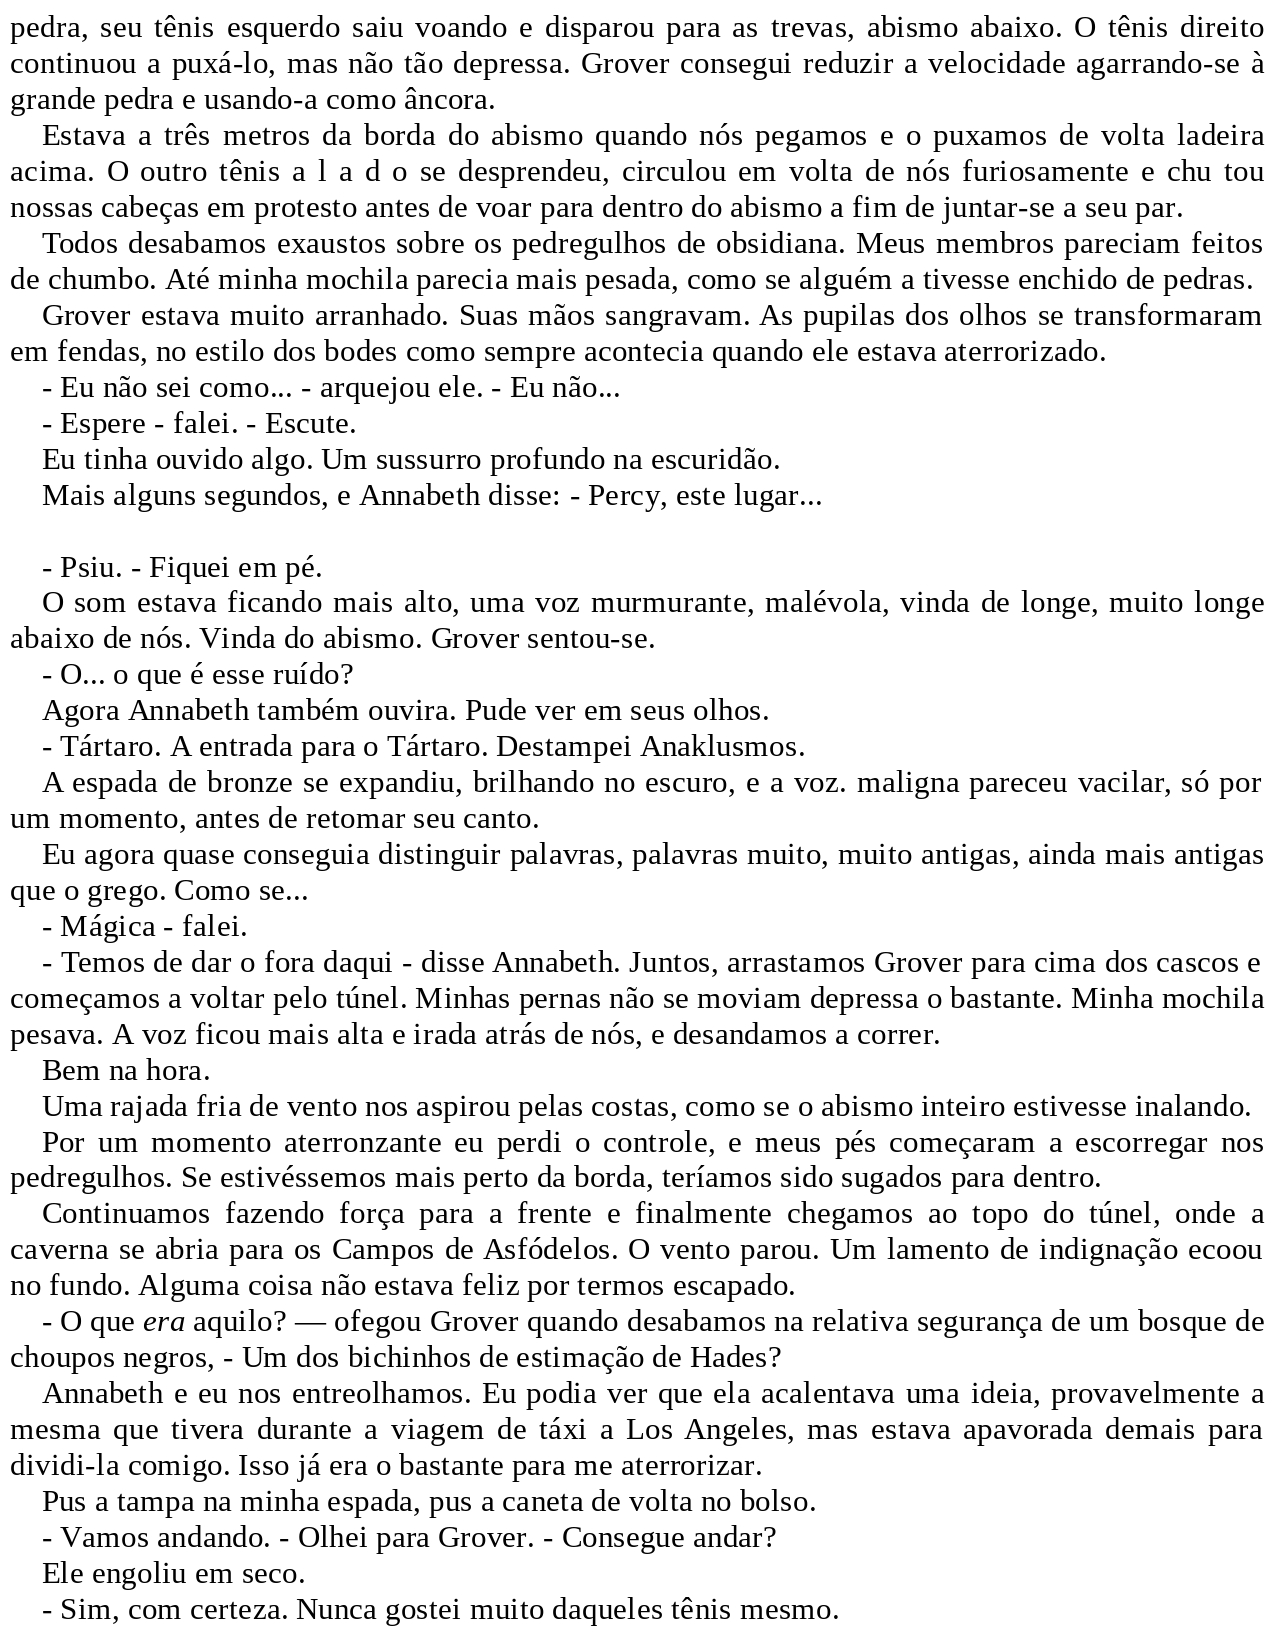 pedra, seu tênis esquerdo saiu voando e disparou para as trevas, abismo abaixo. O tênis direito
continuou a puxá-lo, mas não tão depressa. Grover consegui reduzir a velocidade agarrando-se à
grande pedra e usando-a como âncora.
Estava a três metros da borda do abismo quando nós pegamos e o puxamos de volta ladeira
acima. O outro tênis a l a d o se desprendeu, circulou em volta de nós furiosamente e chu tou
nossas cabeças em protesto antes de voar para dentro do abismo a fim de juntar-se a seu par.
Todos desabamos exaustos sobre os pedregulhos de obsidiana. Meus membros pareciam feitos
de chumbo. Até minha mochila parecia mais pesada, como se alguém a tivesse enchido de pedras.
Grover estava muito arranhado. Suas mãos sangravam. As pupilas dos olhos se transformaram
em fendas, no estilo dos bodes como sempre acontecia quando ele estava aterrorizado.
- Eu não sei como... - arquejou ele. - Eu não...
- Espere - falei. - Escute.
Eu tinha ouvido algo. Um sussurro profundo na escuridão.
Mais alguns segundos, e Annabeth disse: - Percy, este lugar...
- Psiu. - Fiquei em pé.
O som estava ficando mais alto, uma voz murmurante, malévola, vinda de longe, muito longe
abaixo de nós. Vinda do abismo. Grover sentou-se.
- O... o que é esse ruído?
Agora Annabeth também ouvira. Pude ver em seus olhos.
- Tártaro. A entrada para o Tártaro. Destampei Anaklusmos.
A espada de bronze se expandiu, brilhando no escuro, e a voz. maligna pareceu vacilar, só por
um momento, antes de retomar seu canto.
Eu agora quase conseguia distinguir palavras, palavras muito, muito antigas, ainda mais antigas
que o grego. Como se...
- Mágica - falei.
- Temos de dar o fora daqui - disse Annabeth. Juntos, arrastamos Grover para cima dos cascos e
começamos a voltar pelo túnel. Minhas pernas não se moviam depressa o bastante. Minha mochila
pesava. A voz ficou mais alta e irada atrás de nós, e desandamos a correr.
Bem na hora.
Uma rajada fria de vento nos aspirou pelas costas, como se o abismo inteiro estivesse inalando.
Por um momento aterronzante eu perdi o controle, e meus pés começaram a escorregar nos
pedregulhos. Se estivéssemos mais perto da borda, teríamos sido sugados para dentro.
Continuamos fazendo força para a frente e finalmente chegamos ao topo do túnel, onde a
caverna se abria para os Campos de Asfódelos. O vento parou. Um lamento de indignação ecoou
no fundo. Alguma coisa não estava feliz por termos escapado.
- O que era aquilo? — ofegou Grover quando desabamos na relativa segurança de um bosque de
choupos negros, - Um dos bichinhos de estimação de Hades?
Annabeth e eu nos entreolhamos. Eu podia ver que ela acalentava uma ideia, provavelmente a
mesma que tivera durante a viagem de táxi a Los Angeles, mas estava apavorada demais para
dividi-la comigo. Isso já era o bastante para me aterrorizar.
Pus a tampa na minha espada, pus a caneta de volta no bolso.
- Vamos andando. - Olhei para Grover. - Consegue andar?
Ele engoliu em seco.
- Sim, com certeza. Nunca gostei muito daqueles tênis mesmo.